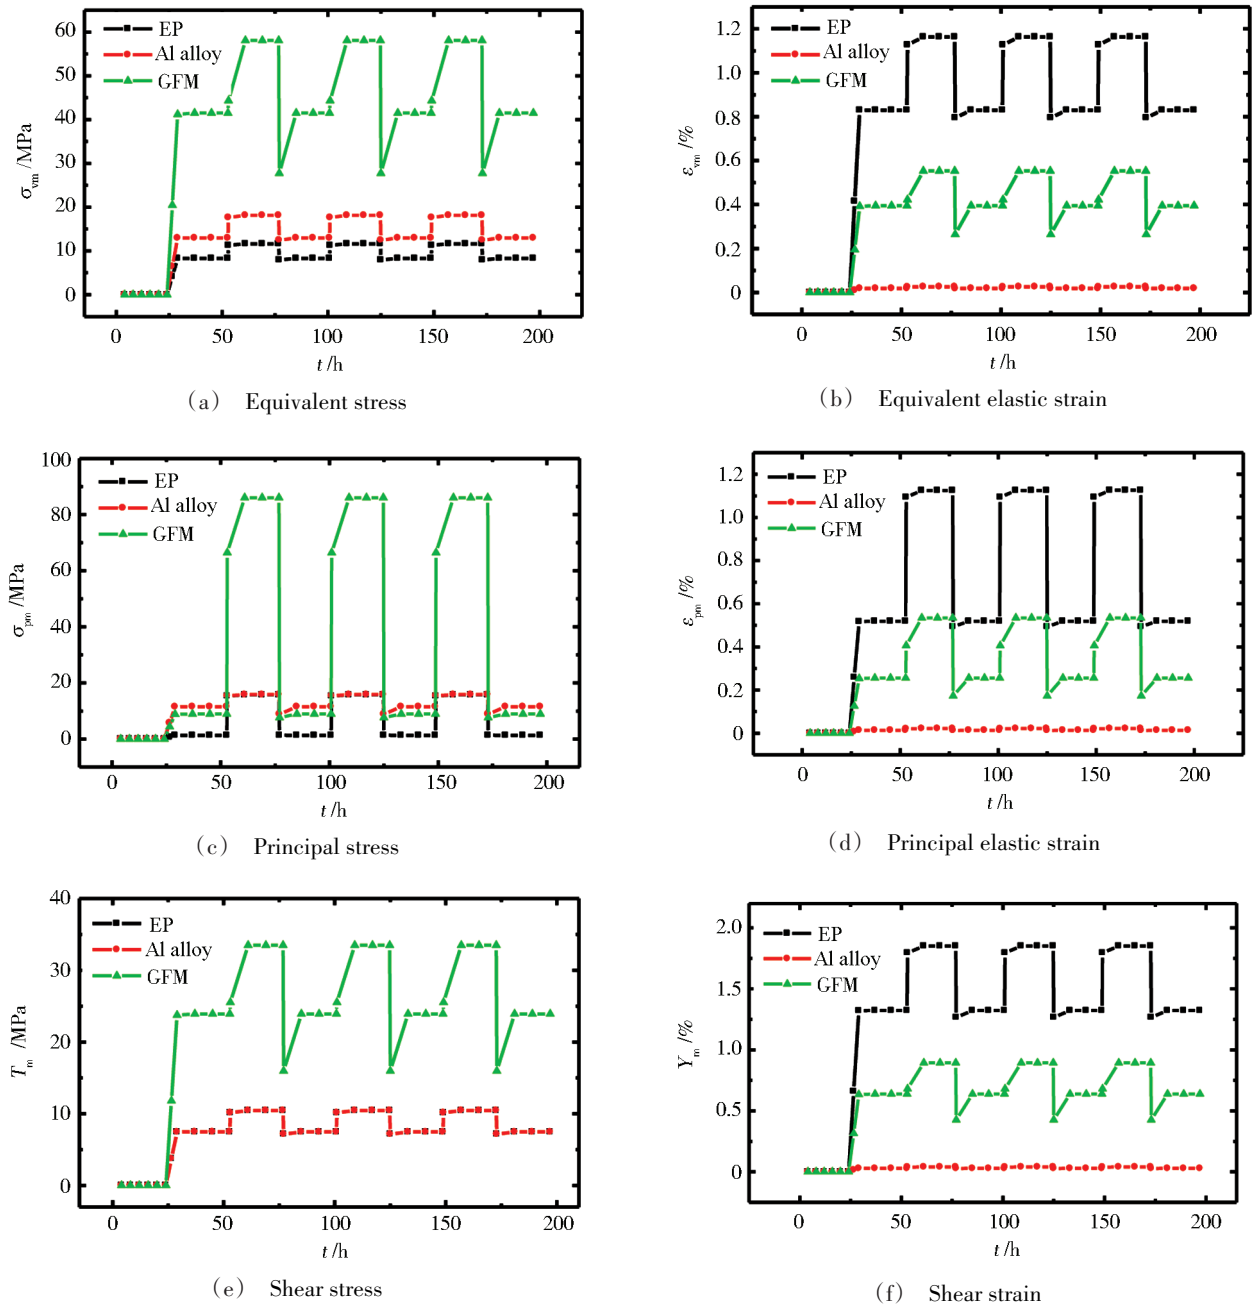 60
50
40
30
20
10
0
σvm /MPa
EP
Al alloy
GFM
0 50 100 150 200
t /h
(a) Equivalent stress
1.2
1.0
0.8
0.6
0.4
0.2
0
εvm /%
EP
Al alloy
GFM
0 50 100 150 200
t /h
(b) Equivalent elastic strain
100
80
60
40
20
0
σpm /MPa
EP
Al alloy
GFM
0 50 100 150 200
t /h
(c) Principal stress
1.2
1.0
0.8
0.6
0.4
0.2
0
εpm /%
EP
Al alloy
GFM
0 50 100 150 200
t /h
(d) Principal elastic strain
40
30
20
10
0
Tm /MPa
EP
Al alloy
GFM
0 50 100 150 200
t /h
(e) Shear stress
2.0
1.5
1.0
0.5
0
Υm /%
EP
Al alloy
GFM
0 50 100 150 200
t /h
(f) Shear strain